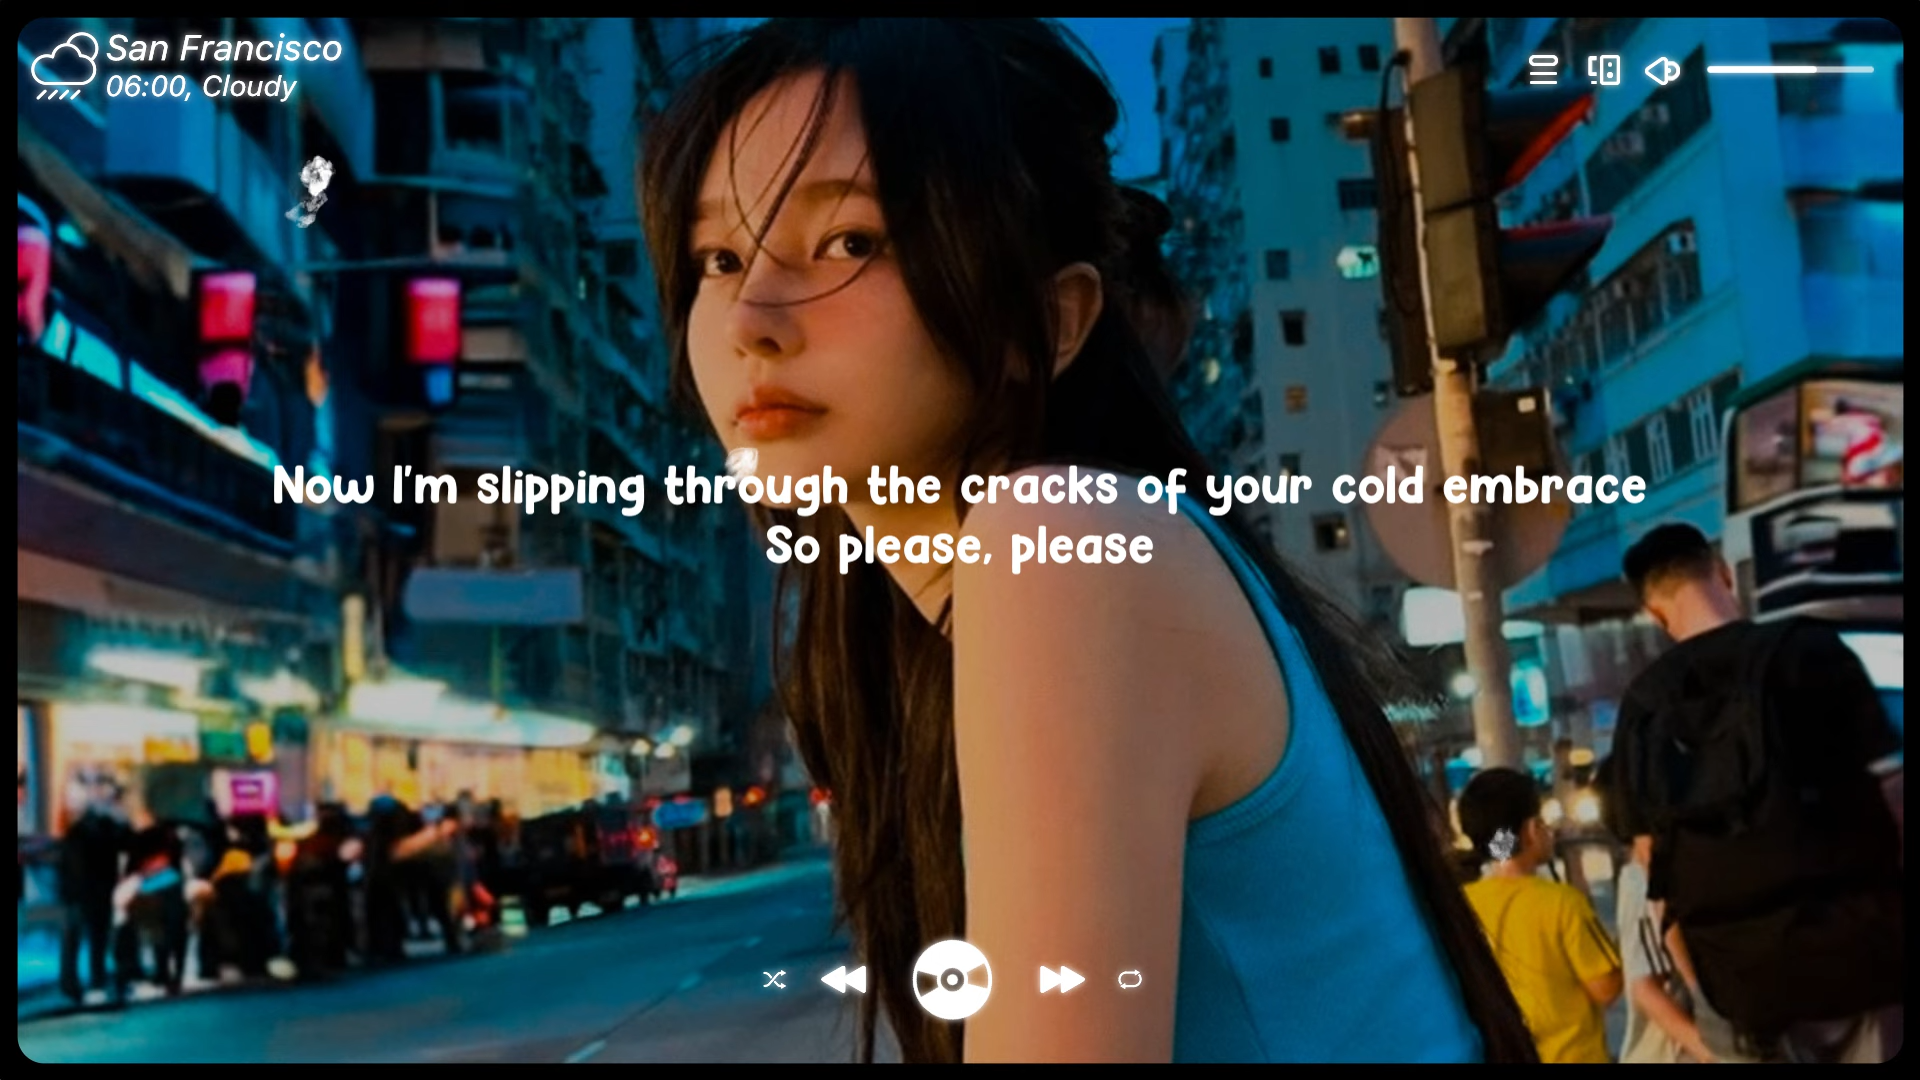 San Francisco
06:00, Cloudy
Now I'm slipping through the cracks of your cold embrace
So please, please